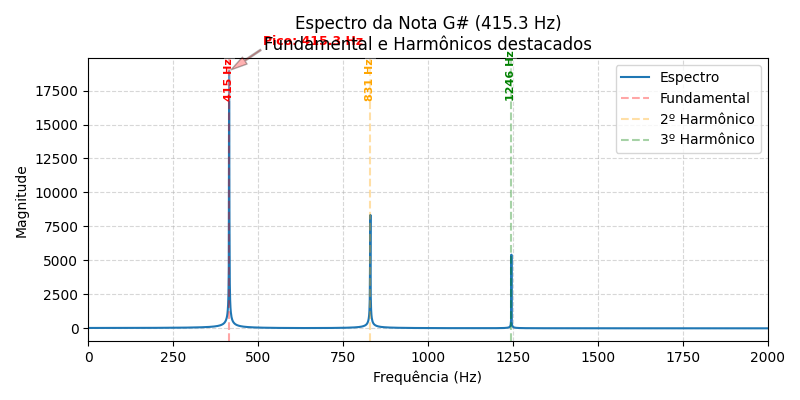 Espectro da Nota G# (415.3 Hz)
Pico: 415.3 Hz
Fundamental e Harmônicos destacados
415 Hz
831 Hz
1246 Hz
Espectro
Fundamental
2º Harmônico
3º Harmônico
Magnitude
17500
15000
12500
10000
7500
5000
2500
0
0 250 500 750 1000 1250 1500 1750 2000
Frequência (Hz)